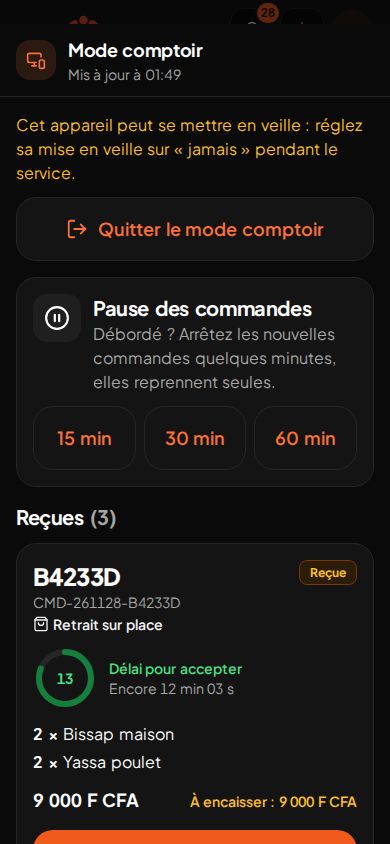 28
Mode comptoir
Mis à jour à 01:49
Cet appareil peut se mettre en veille : réglez
sa mise en veille sur « jamais » pendant le
service.
Quitter le mode comptoir
Pause des commandes
Débordé ? Arrêtez les nouvelles
commandes quelques minutes,
elles reprennent seules.
15 min
30 min
60 min
Reçues (3)
B4233D
Reçue
CMD-261128-B4233D
Retrait sur place
13
Délai pour accepter
Encore 12 min 03 s
2 × Bissap maison
2 × Yassa poulet
9 000 F CFA
À encaisser : 9 000 F CFA